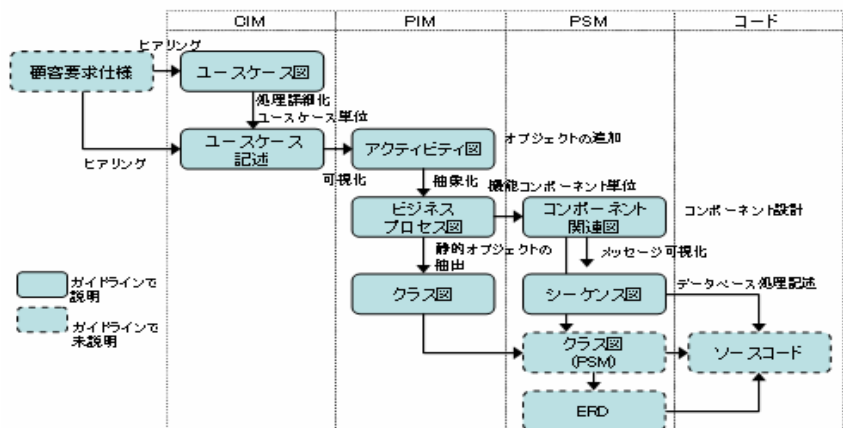 CIM
PIM
PSM
コード
ヒアリング
顧客要求仕様
ユースケース図
処理詳細化
ユースケース単位
ユースケース
記述
ヒアリング
可視化
アクティビティ図
オブジェクトの追加
抽象化
機能コンポーネント単位
ビジネス
プロセス図
コンポーネント
関連図
コンポーネント設計
静的オブジェクトの
抽出
メッセージ可視化
クラス図
シーケンス図
データベース処理記述
クラス図
(PSM)
ソースコード
ERD
ガイドラインで
説明
ガイドラインで
未説明